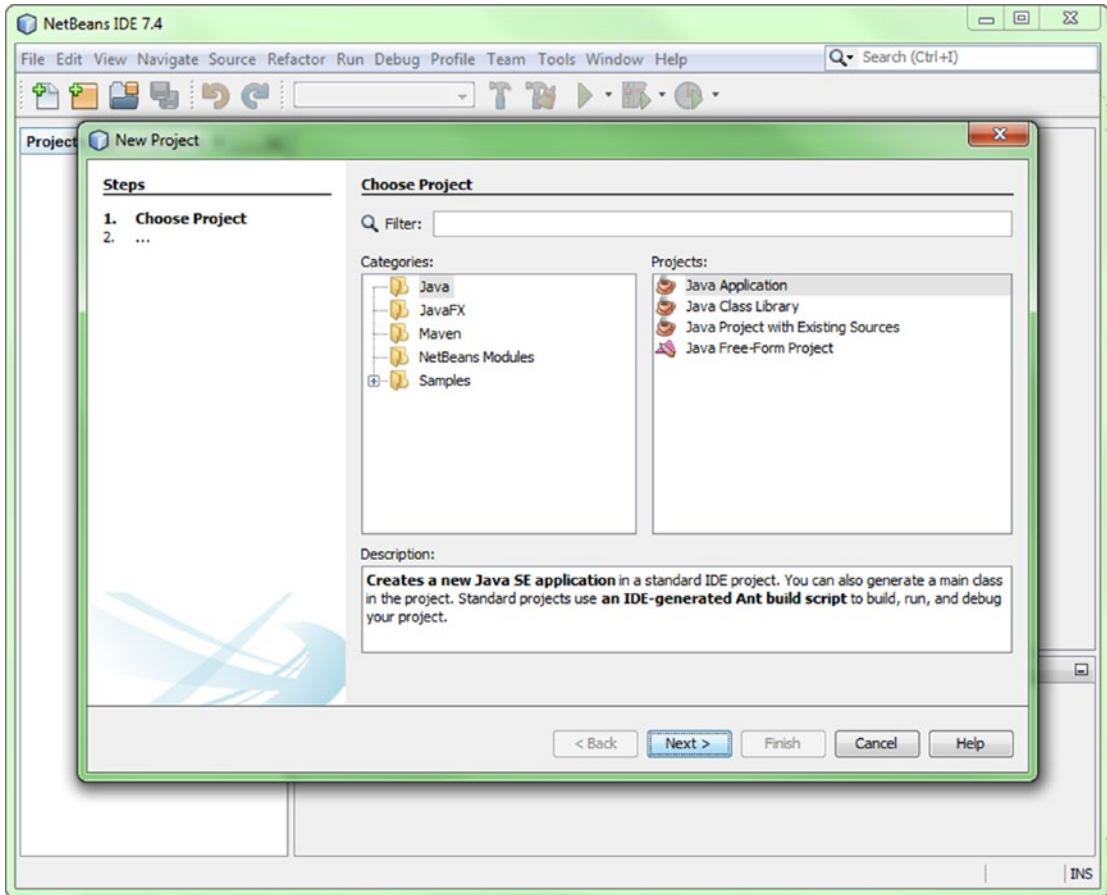 NetBeans IDE 7.4
File Edit View Navigate Source Refactor Run Debug Profile Team Tools Window Help
Search (Ctrl+I)
Project
New Project
Steps
1. Choose Project
2. ...
Choose Project
Filter:
Categories:
Java
JavaFX
Maven
NetBeans Modules
Samples
Projects:
Java Application
Java Class Library
Java Project with Existing Sources
Java Free-Form Project
Description:
Creates a new Java SE application in a standard IDE project. You can also generate a main class
in the project. Standard projects use an IDE-generated Ant build script to build, run, and debug
your project.
< Back
Next >
Finish
Cancel
Help
INS